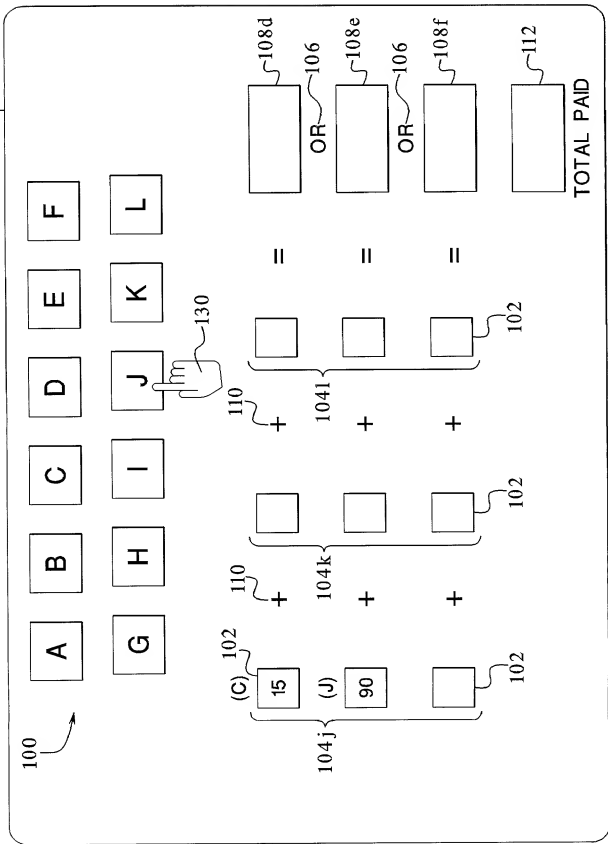 100
A B C D E F
G H I J K L
130
(C) 102 110 110 108d
15 + + =
106
OR
104j (J) 104k 104l
108e
90 + + =
106
OR
108f
+ + =
102 102 102
112
TOTAL PAID